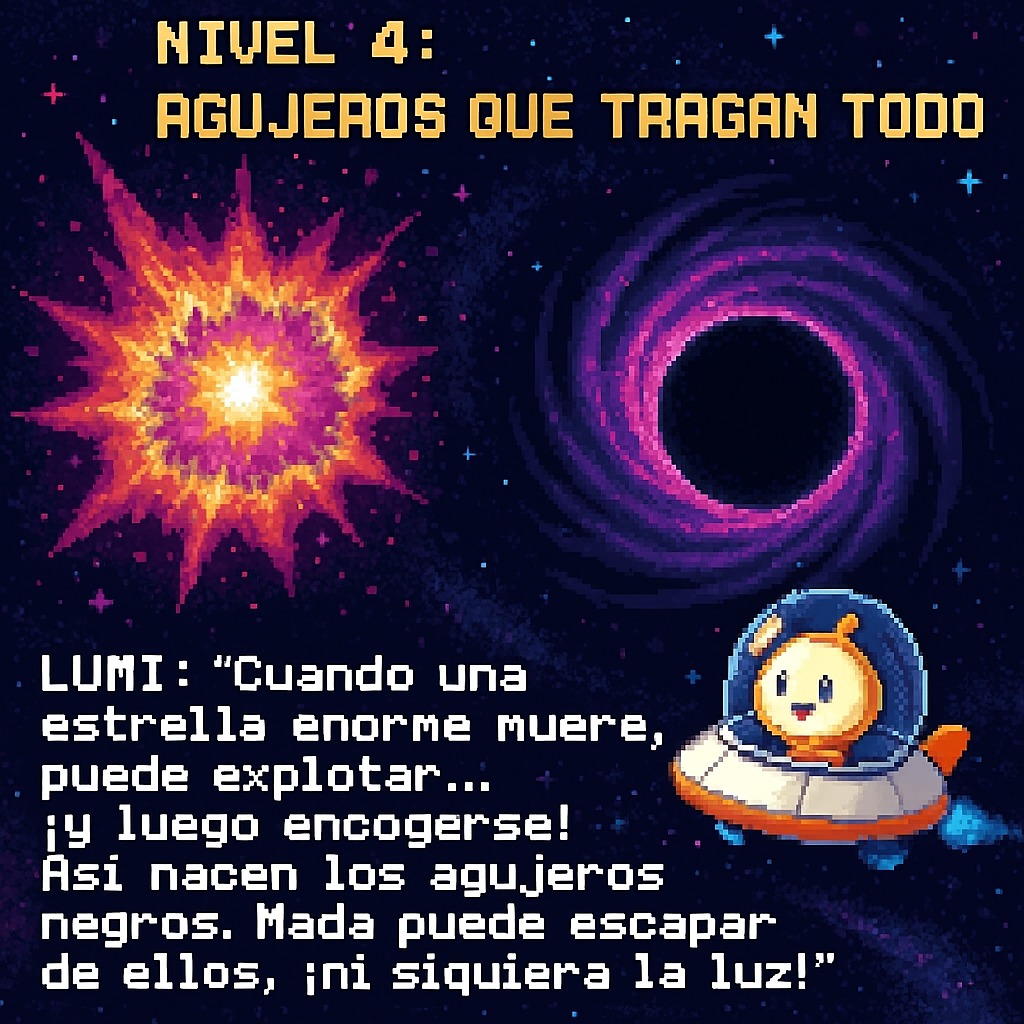 NIVEL 4:
AGUJEROS QUE TRAGAN TODO
LUMI: “Cuando una
estrella enorme muere,
puede explotar...
¡y luego encogerse!
Así nacen los agujeros
negros. Mada puede escapar
de ellos, ¡ni siquiera la luz!”